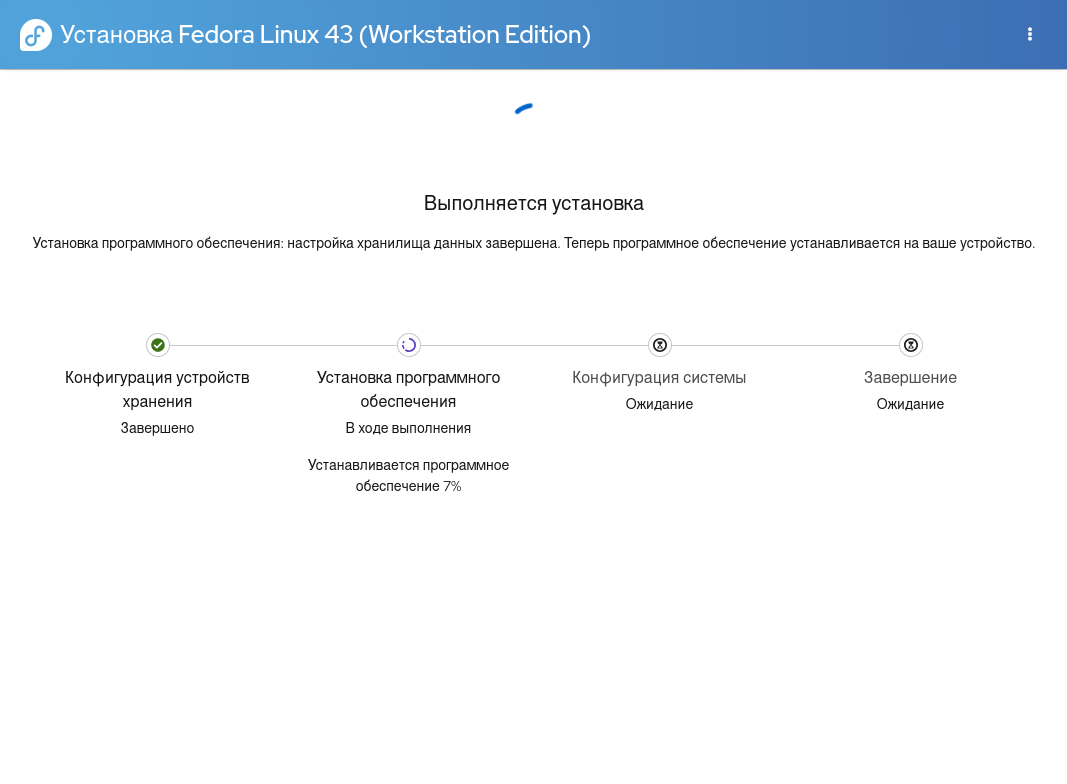 Установка Fedora Linux 43 (Workstation Edition)
Выполняется установка
Установка программного обеспечения: настройка хранилища данных завершена. Теперь программное обеспечение устанавливается на ваше устройство.
Конфигурация устройств
хранения
Завершено
Установка программного
обеспечения
В ходе выполнения
Устанавливается программное
обеспечение 7%
Конфигурация системы
Ожидание
Завершение
Ожидание